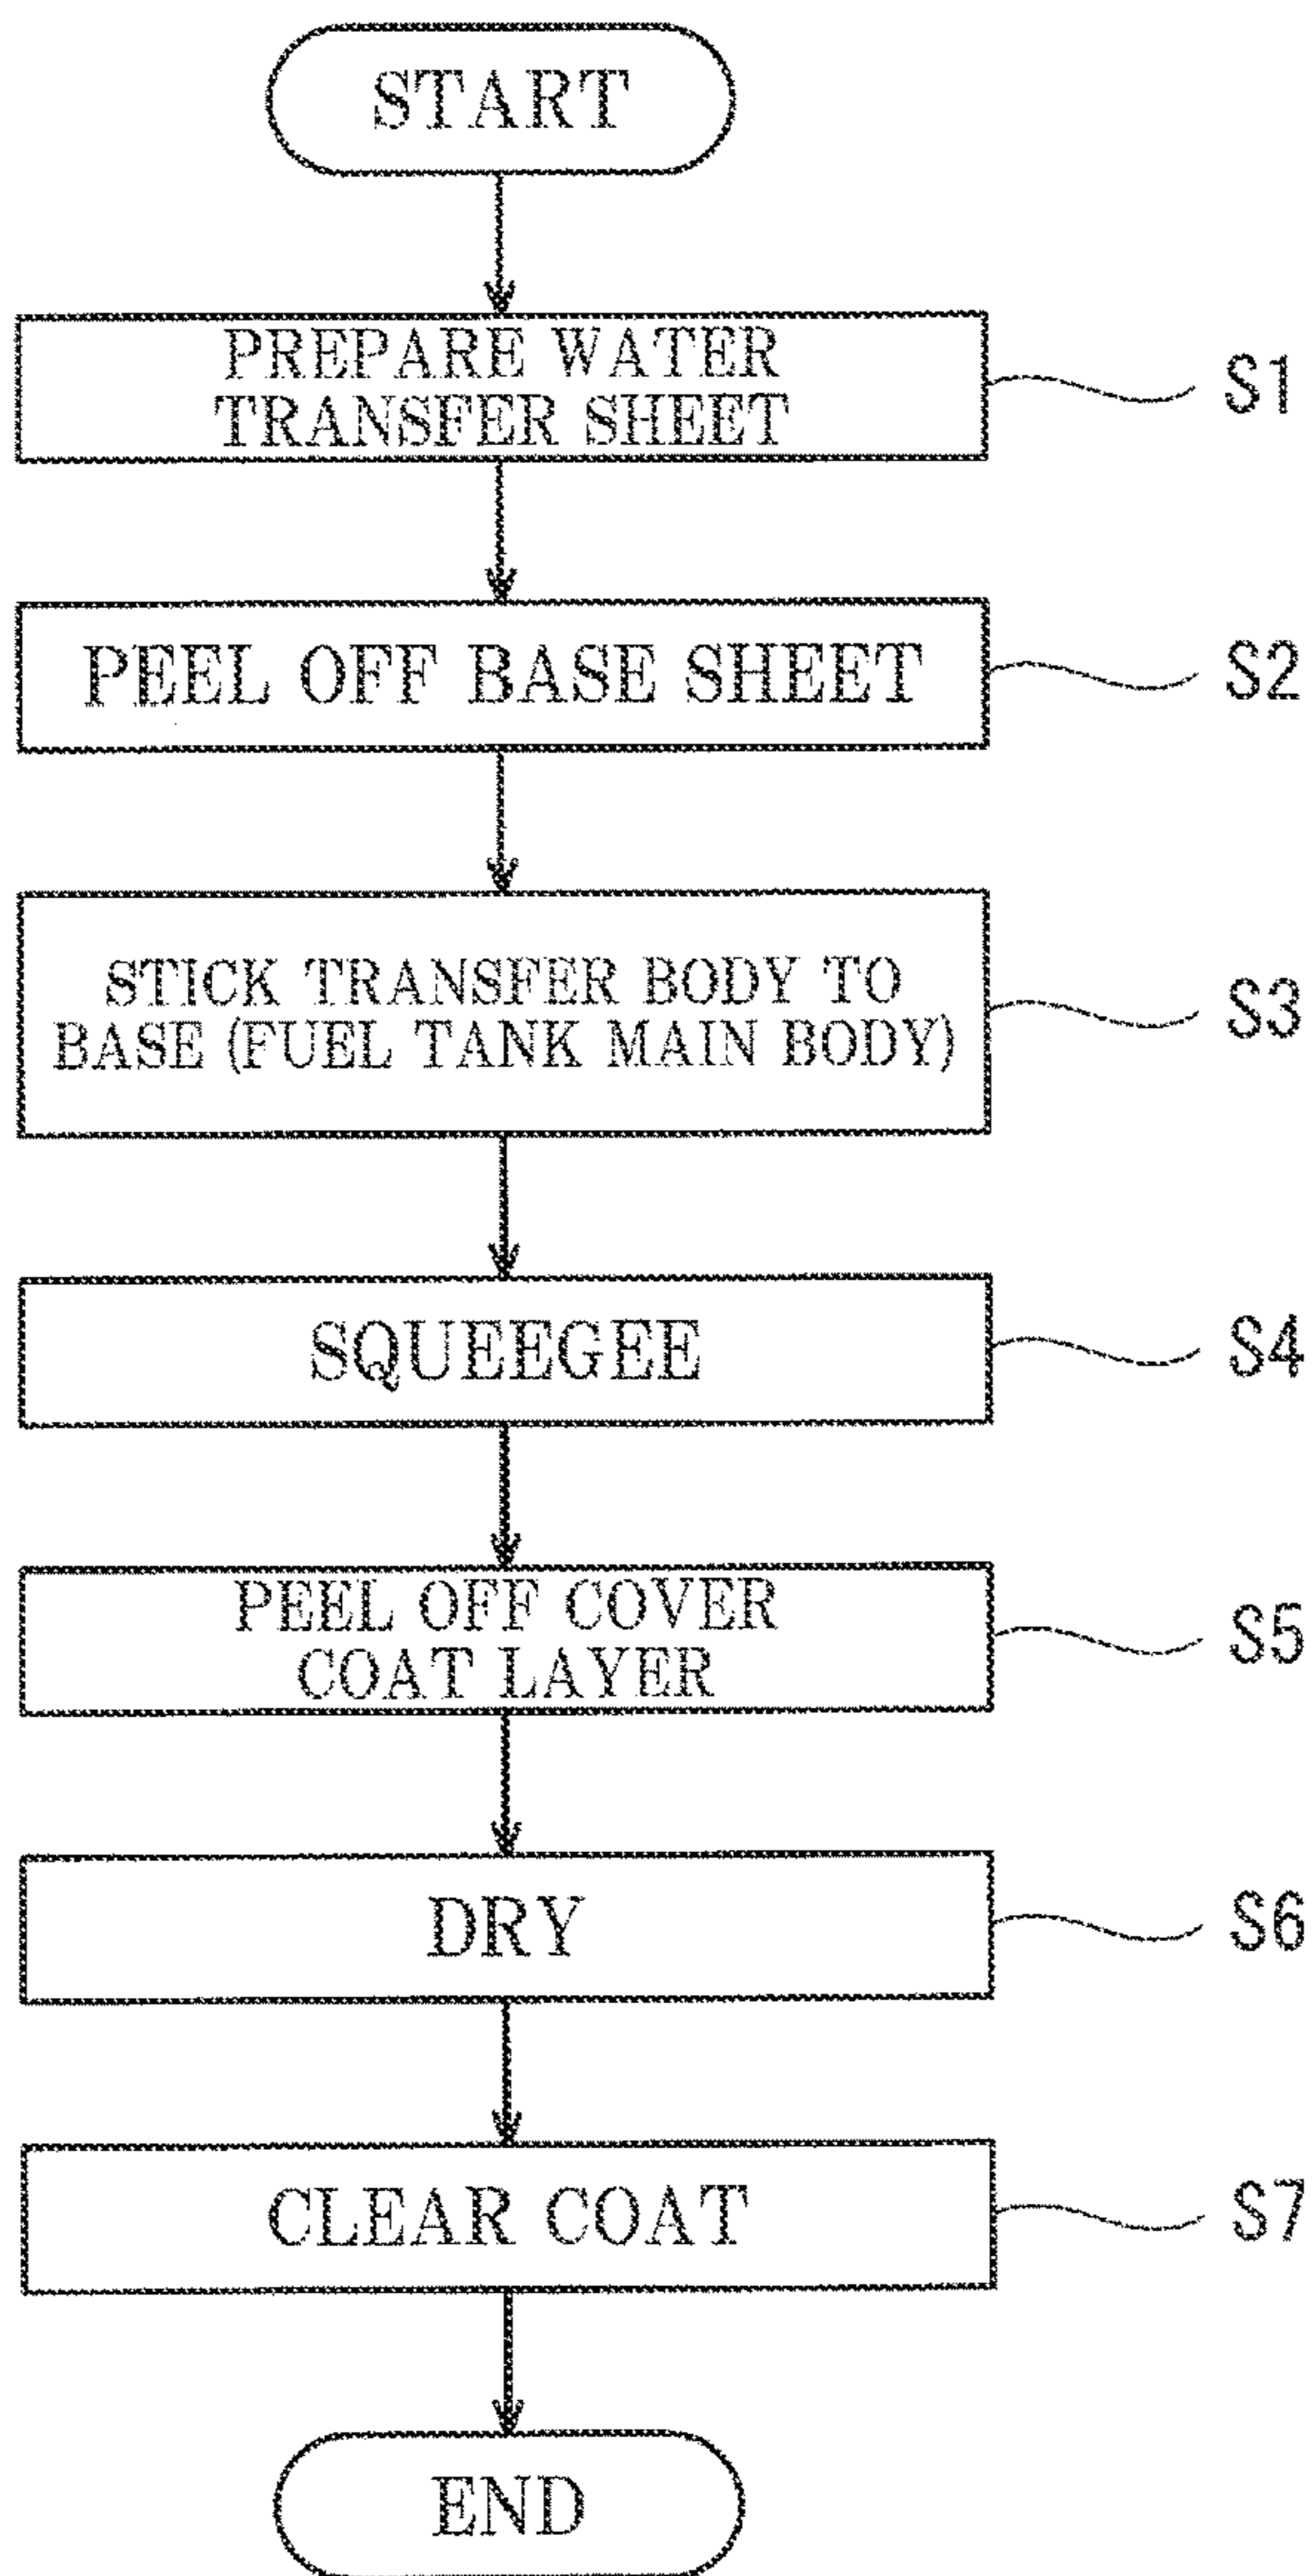 START
PREPARE WATER
TRANSFER SHEET
S1
PEEL OFF BASE SHEET
S2
STICK TRANSFER BODY TO
BASE (FUEL TANK MAIN BODY)
S3
SQUEEGEE
S4
PEEL OFF COVER
COAT LAYER
S5
DRY
S6
CLEAR COAT
S7
END